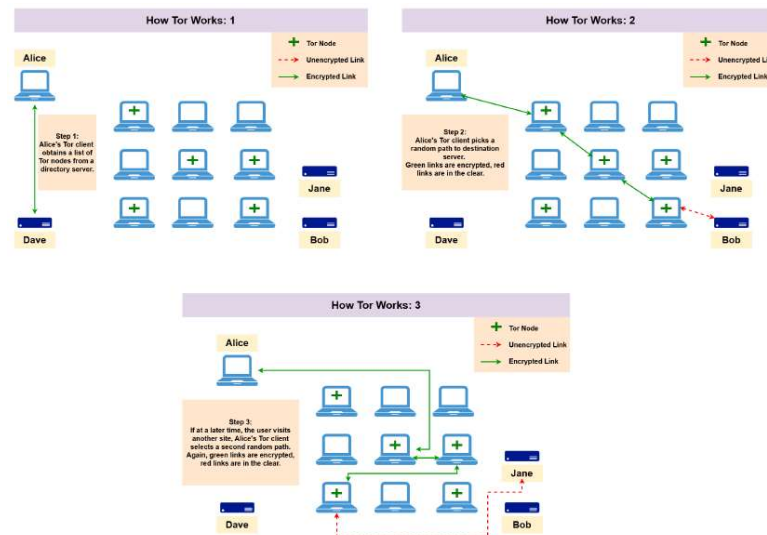 How Tor Works: 1
Tor Node
Unencrypted Link
Encrypted Link
Alice
Step 1:
Alice's Tor client
obtains a list of
Tor nodes from a
directory server.
Jane
Dave
Bob
How Tor Works: 2
Tor Node
Unencrypted Li
Encrypted Link
Alice
Step 2:
Alice's Tor client picks a
random path to destination
server.
Green links are encrypted, red
links are in the clear.
Jane
Dave
Bob
How Tor Works: 3
Tor Node
Unencrypted Link
Encrypted Link
Alice
Step 3:
If at a later time, the user visits
another site, Alice's Tor client
selects a second random path.
Again, green links are encrypted,
red links are in the clear.
Jane
Dave
Bob